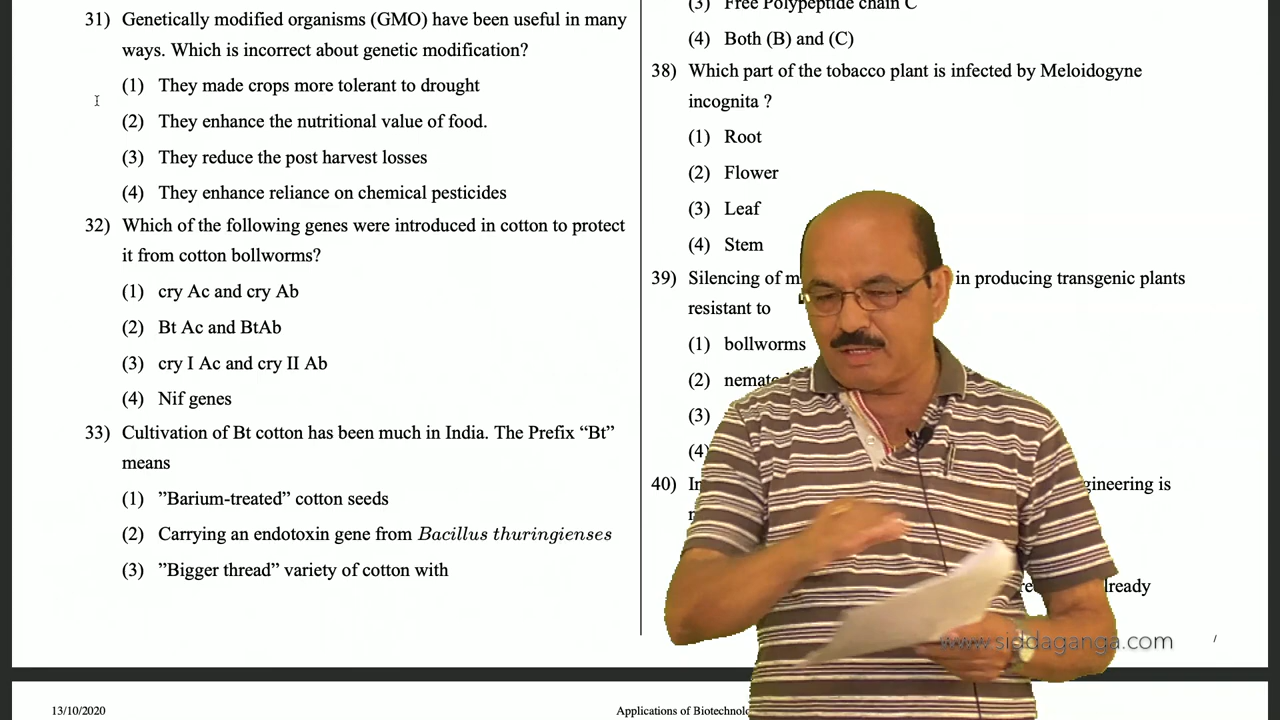 31) Genetically modified organisms (GMO) have been useful in many
ways. Which is incorrect about genetic modification?
(1) They made crops more tolerant to drought
(2) They enhance the nutritional value of food.
(3) They reduce the post harvest losses
(4) They enhance reliance on chemical pesticides
32) Which of the following genes were introduced in cotton to protect
it from cotton bollworms?
(1) cry Ac and cry Ab
(2) Bt Ac and BtAb
(3) cry I Ac and cry II Ab
(4) Nif genes
33) Cultivation of Bt cotton has been much in India. The Prefix “Bt”
means
(1) ”Barium-treated” cotton seeds
(2) Carrying an endotoxin gene from Bacillus thuringienses
(3) ”Bigger thread” variety of cotton with
(3) Free Polypeptide chain C
(4) Both (B) and (C)
38) Which part of the tobacco plant is infected by Meloidogyne
incognita ?
(1) Root
(2) Flower
(3) Leaf
(4) Stem
39) Silencing of in producing transgenic plants
resistant to
(1) bollworms
(2)
(3)
(4)
40) is
www.siddaganga.com
13/10/2020 Applications of